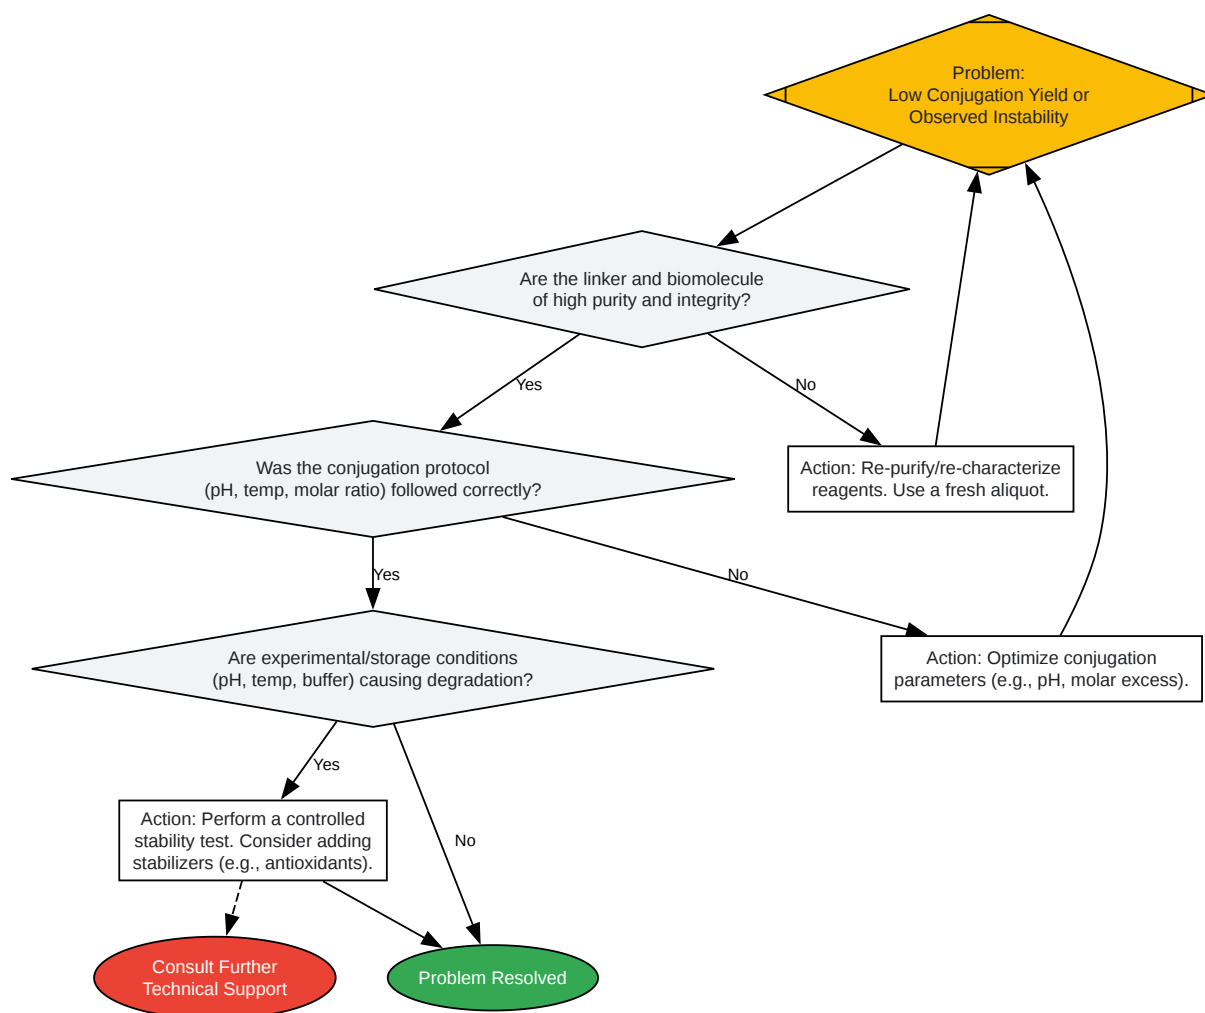 Problem:
Low Conjugation Yield or
Observed Instability
Are the linker and biomolecule
of high purity and integrity?
Yes
No
Was the conjugation protocol
(pH, temp, molar ratio) followed correctly?
Action: Re-purify/re-characterize
reagents. Use a fresh aliquot.
Yes
No
Are experimental/storage conditions
(pH, temp, buffer) causing degradation?
Action: Optimize conjugation
parameters (e.g., pH, molar excess).
Yes
No
Action: Perform a controlled
stability test. Consider adding
stabilizers (e.g., antioxidants).
Consult Further
Technical Support
Problem Resolved